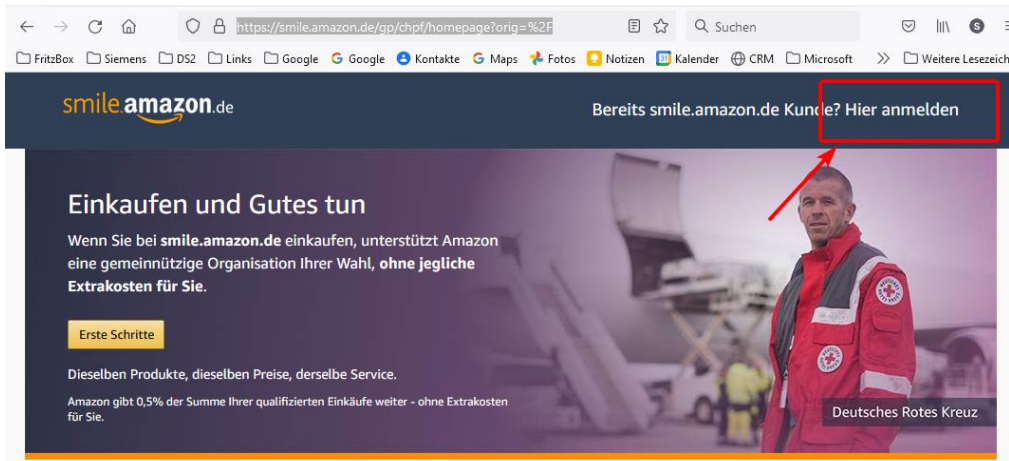 https://smile.amazon.de/gp/chpf/homepage?orig=%2F
Suchen
S
FritzBox Siemens DS2 Links Google Google Kontakte Maps Fotos Notizen Kalender CRM Microsoft Weitere Lesezeich
smile.amazon.de
Bereits smile.amazon.de Kunde? Hier anmelden
Einkaufen und Gutes tun
Wenn Sie bei smile.amazon.de einkaufen, unterstützt Amazon
eine gemeinnützige Organisation Ihrer Wahl, ohne jegliche
Extrakosten für Sie.
Erste Schritte
Dieselben Produkte, dieselben Preise, derselbe Service.
Amazon gibt 0,5% der Summe Ihrer qualifizierten Einkäufe weiter - ohne Extrakosten
für Sie.
Deutsches Rotes Kreuz